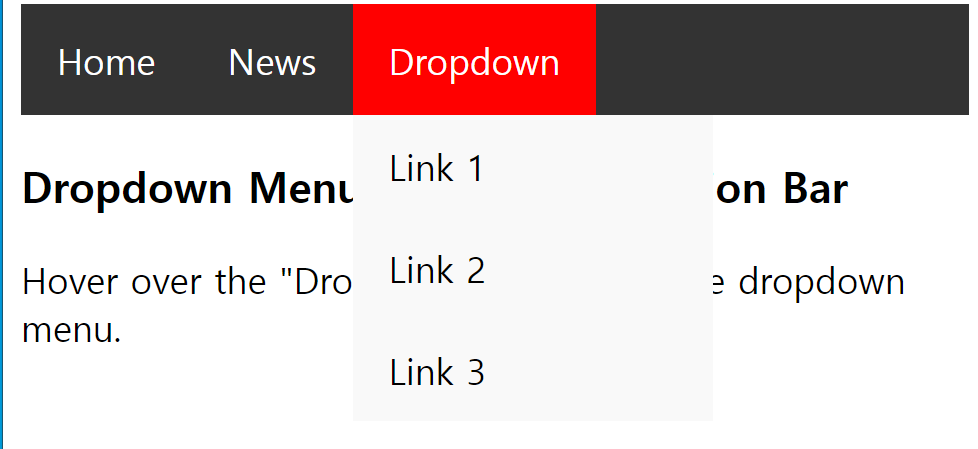 Home News Dropdown
Link 1
Dropdown Menu on Bar
Link 2
Hover over the "Dro e dropdown
menu.
Link 3